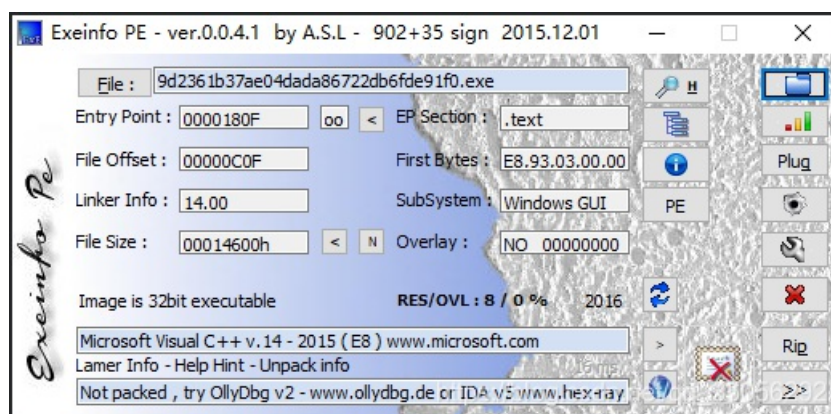 Exeinfo PE - ver.0.0.4.1 by A.S.L - 902+35 sign 2015.12.01
File : 9d2361b37ae04dada86722db6fde91f0.exe H
Entry Point : 0000180F oo < EP Section : .text
File Offset : 00000C0F First Bytes : E8.93.03.00.00 Plug
Linker Info : 14.00 SubSystem : Windows GUI PE
File Size : 00014600h < N Overlay : NO 00000000
Exeinfo Pe
Image is 32bit executable RES/OVL : 8 / 0 % 2016
Microsoft Visual C++ v.14 - 2015 ( E8 ) www.microsoft.com > Rip
Lamer Info - Help Hint - Unpack info
Not packed , try OllyDbg v2 - www.ollydbg.de or IDA v5 www.hex-ray >>